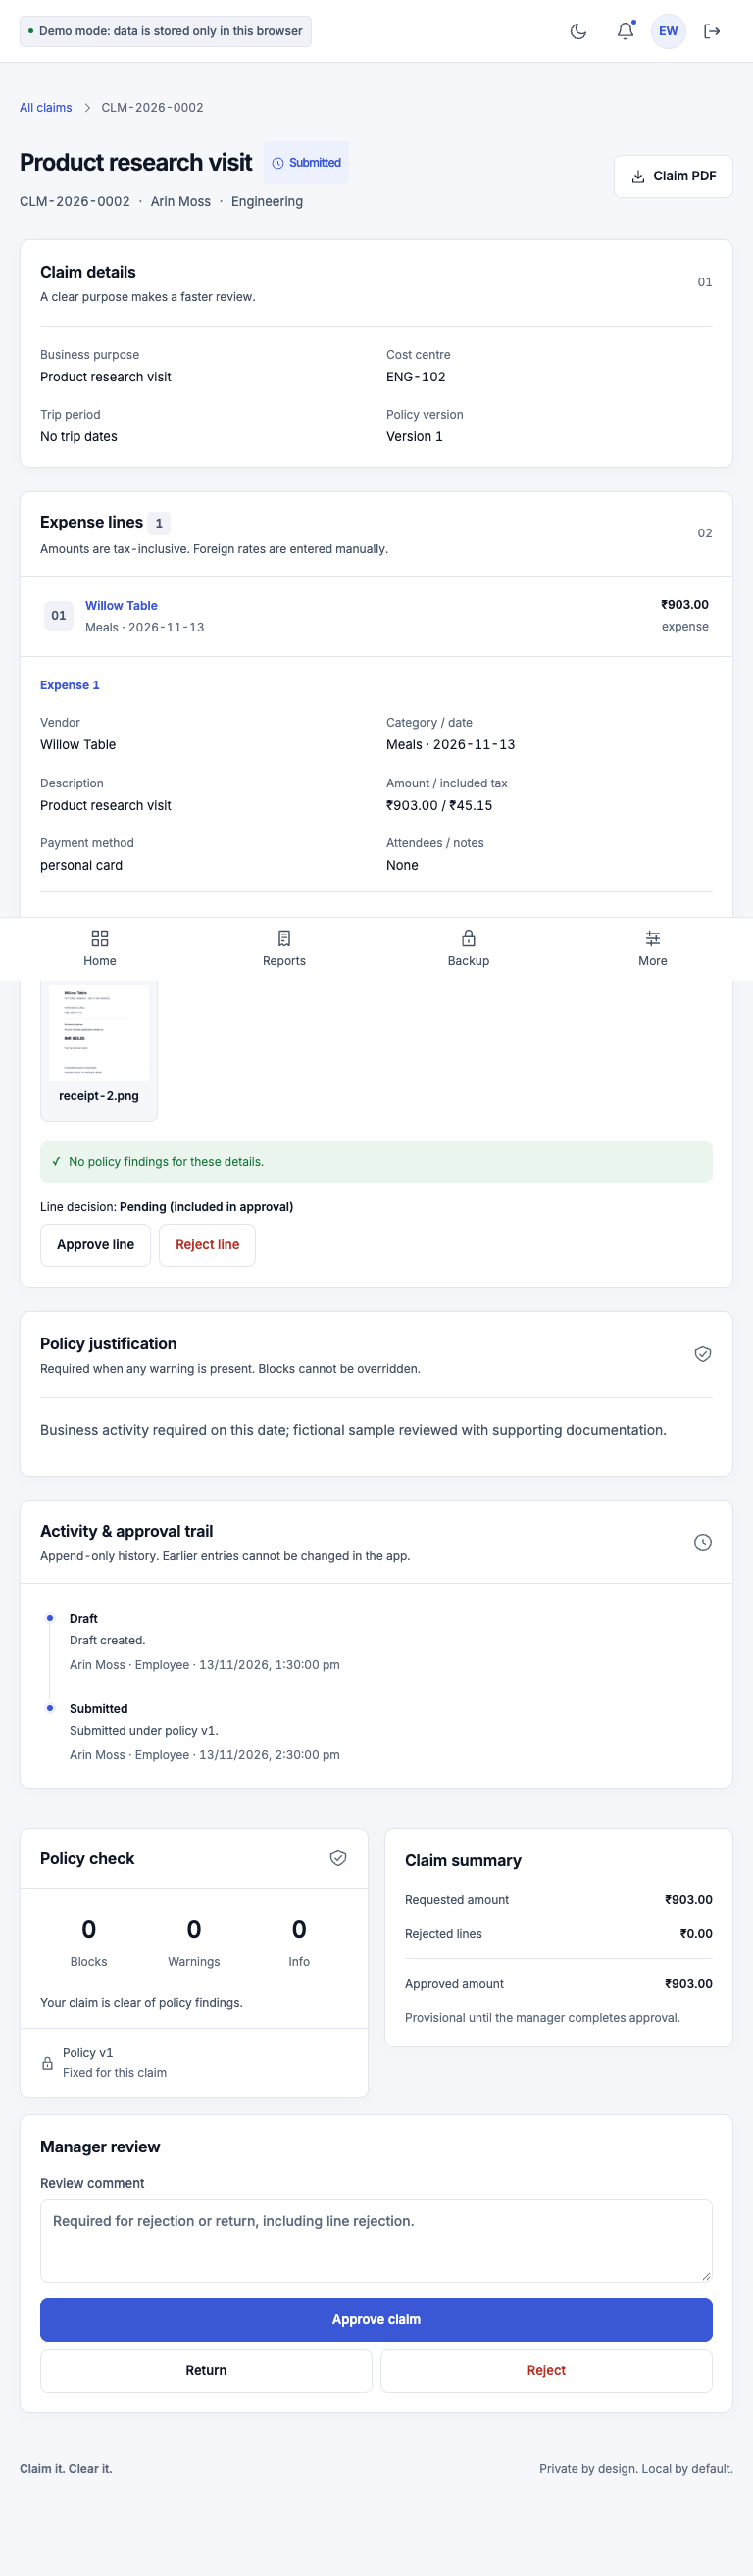 Demo mode: data is stored only in this browser
EW
All claims
CLM-2026-0002
Product research visit
Submitted
CLM-2026-0002 · Arin Moss · Engineering
Claim PDF
Claim details
A clear purpose makes a faster review.
01
Business purpose
Product research visit
Cost centre
ENG-102
Trip period
No trip dates
Policy version
Version 1
Expense lines 1
Amounts are tax-inclusive. Foreign rates are entered manually.
02
01
Willow Table
Meals · 2026-11-13
₹903.00
expense
Expense 1
Vendor
Willow Table
Category / date
Meals · 2026-11-13
Description
Product research visit
Amount / included tax
₹903.00 / ₹45.15
Payment method
personal card
Attendees / notes
None
Home
Reports
Backup
More
Willow Table
INR 903.00
receipt-2.png
✓ No policy findings for these details.
Line decision: Pending (included in approval)
Approve line
Reject line
Policy justification
Required when any warning is present. Blocks cannot be overridden.
Business activity required on this date; fictional sample reviewed with supporting documentation.
Activity & approval trail
Append-only history. Earlier entries cannot be changed in the app.
Draft
Draft created.
Arin Moss · Employee · 13/11/2026, 1:30:00 pm
Submitted
Submitted under policy v1.
Arin Moss · Employee · 13/11/2026, 2:30:00 pm
Policy check
0
Blocks
0
Warnings
0
Info
Your claim is clear of policy findings.
Policy v1
Fixed for this claim
Claim summary
Requested amount
₹903.00
Rejected lines
₹0.00
Approved amount
₹903.00
Provisional until the manager completes approval.
Manager review
Review comment
Required for rejection or return, including line rejection.
Approve claim
Return
Reject
Claim it. Clear it.
Private by design. Local by default.